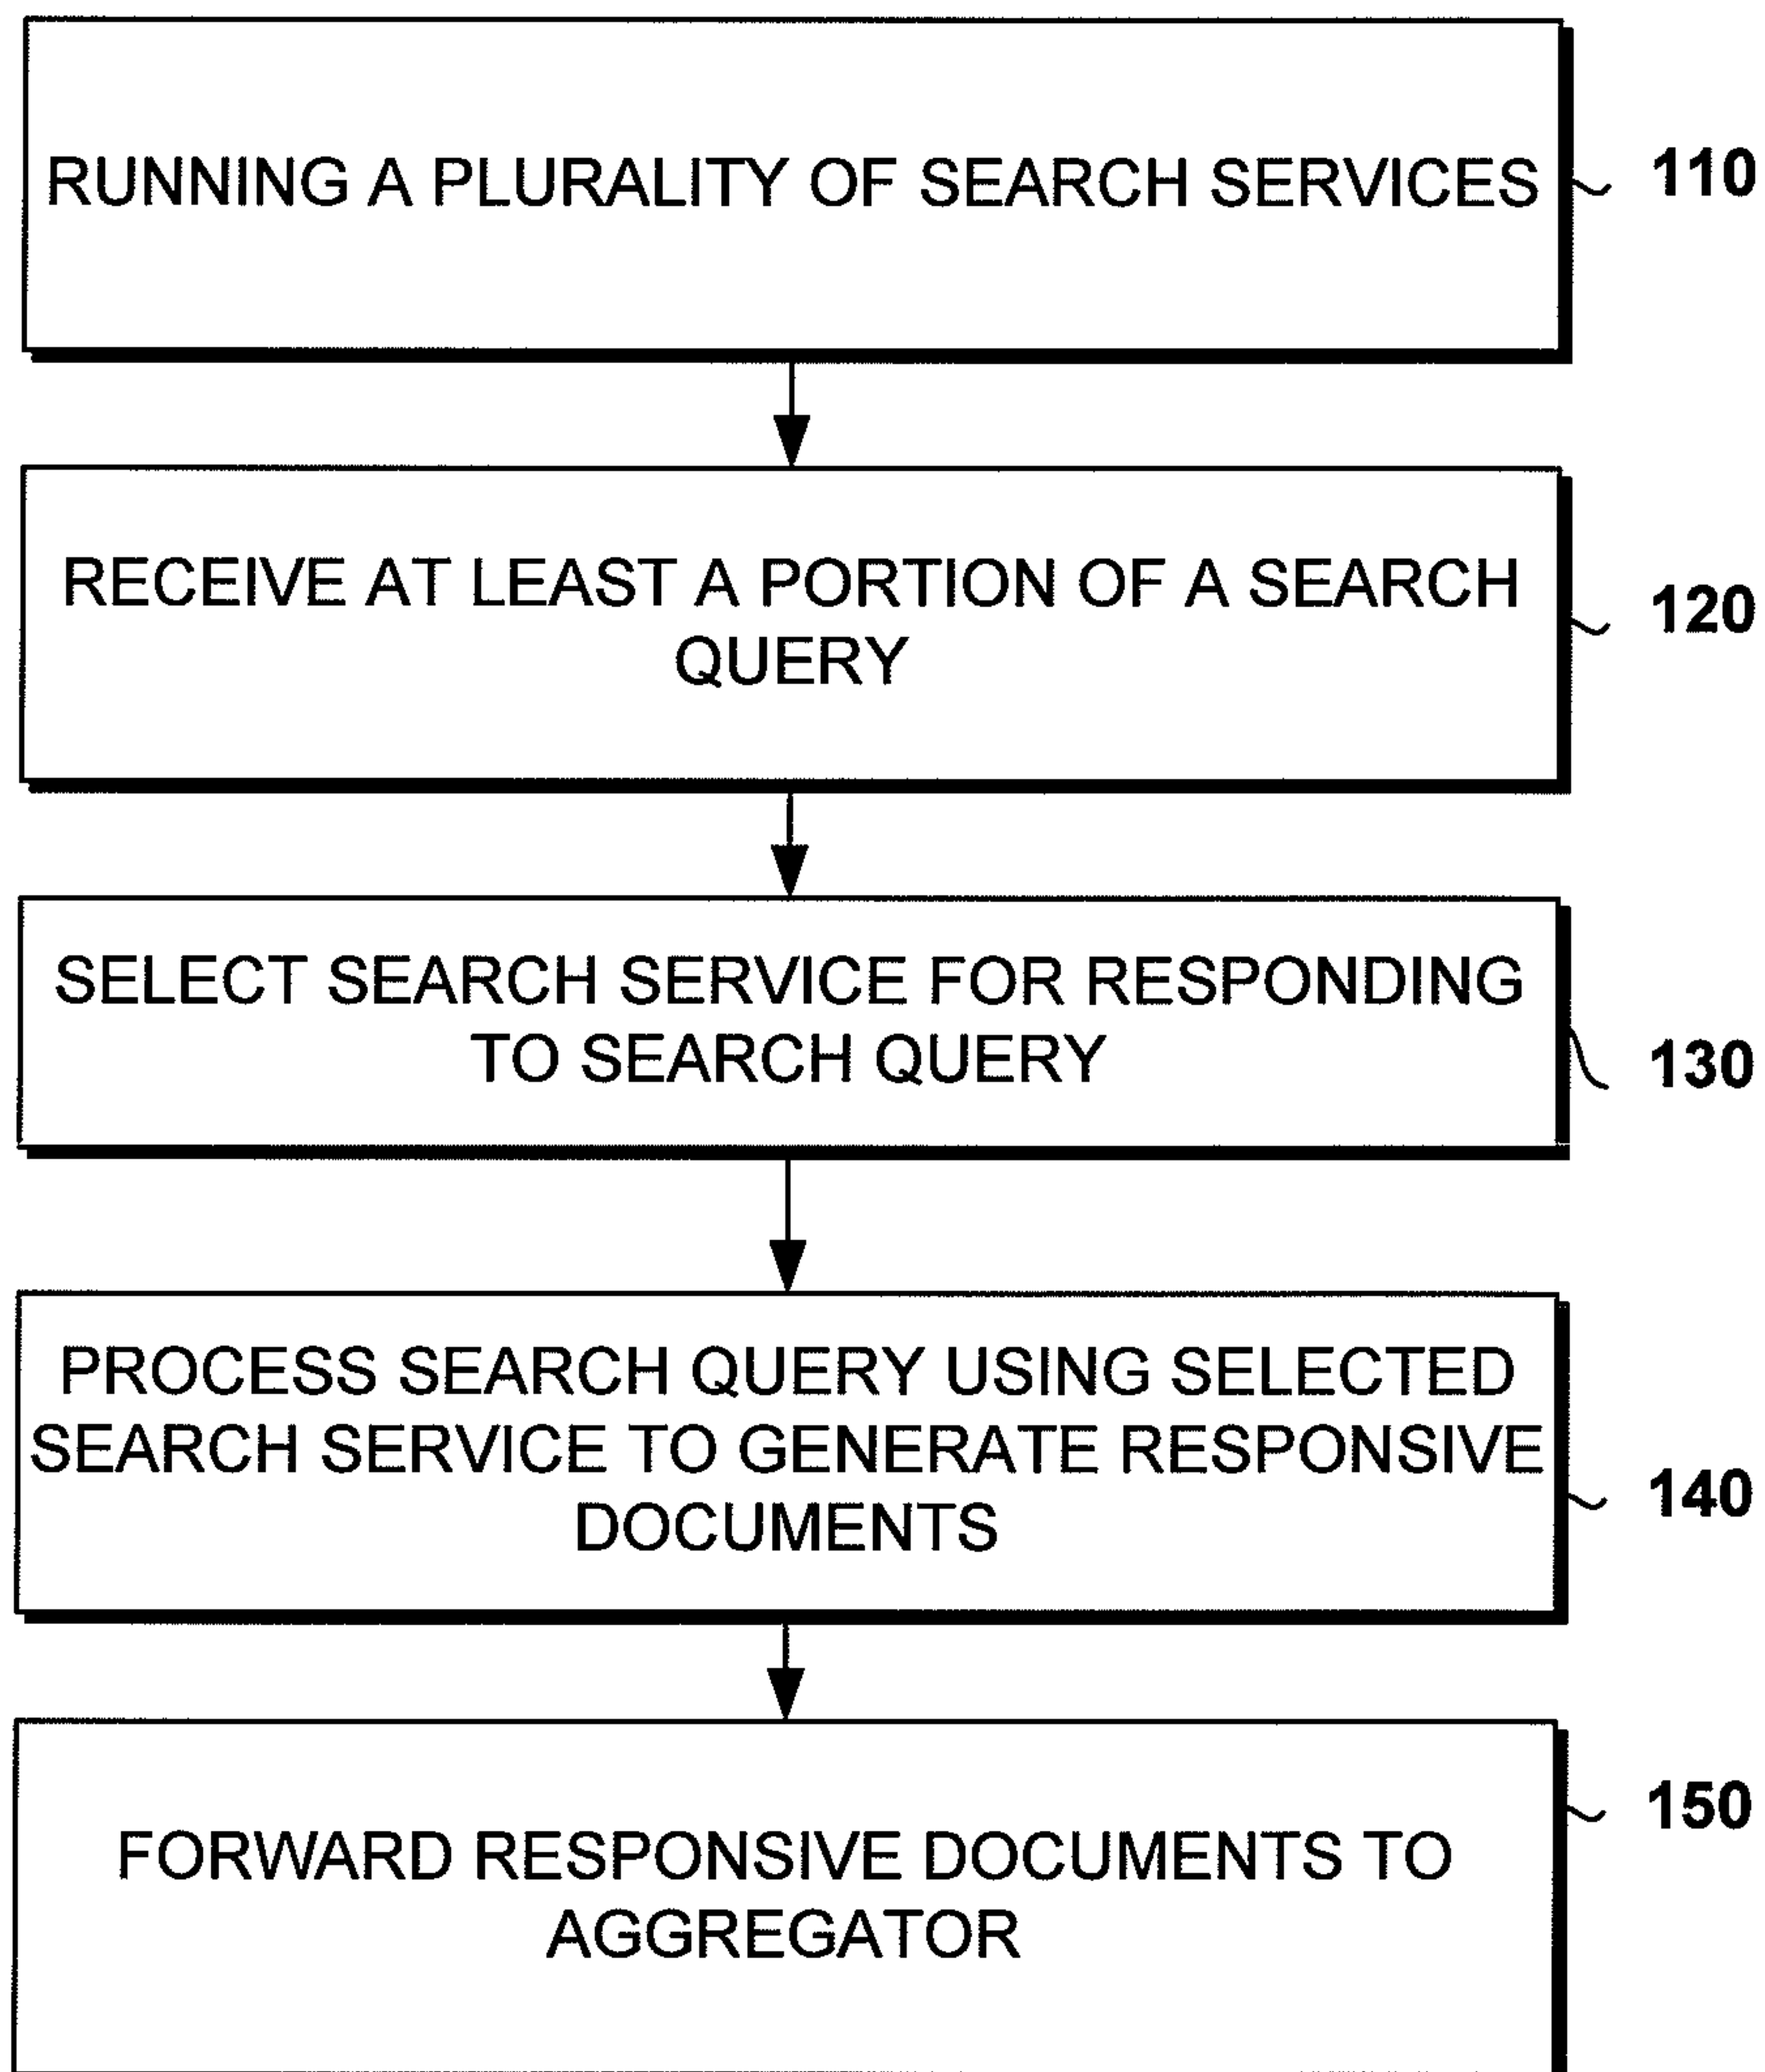 RUNNING A PLURALITY OF SEARCH SERVICES
110
RECEIVE AT LEAST A PORTION OF A SEARCH
QUERY
120
SELECT SEARCH SERVICE FOR RESPONDING
TO SEARCH QUERY
130
PROCESS SEARCH QUERY USING SELECTED
SEARCH SERVICE TO GENERATE RESPONSIVE
DOCUMENTS
140
FORWARD RESPONSIVE DOCUMENTS TO
AGGREGATOR
150